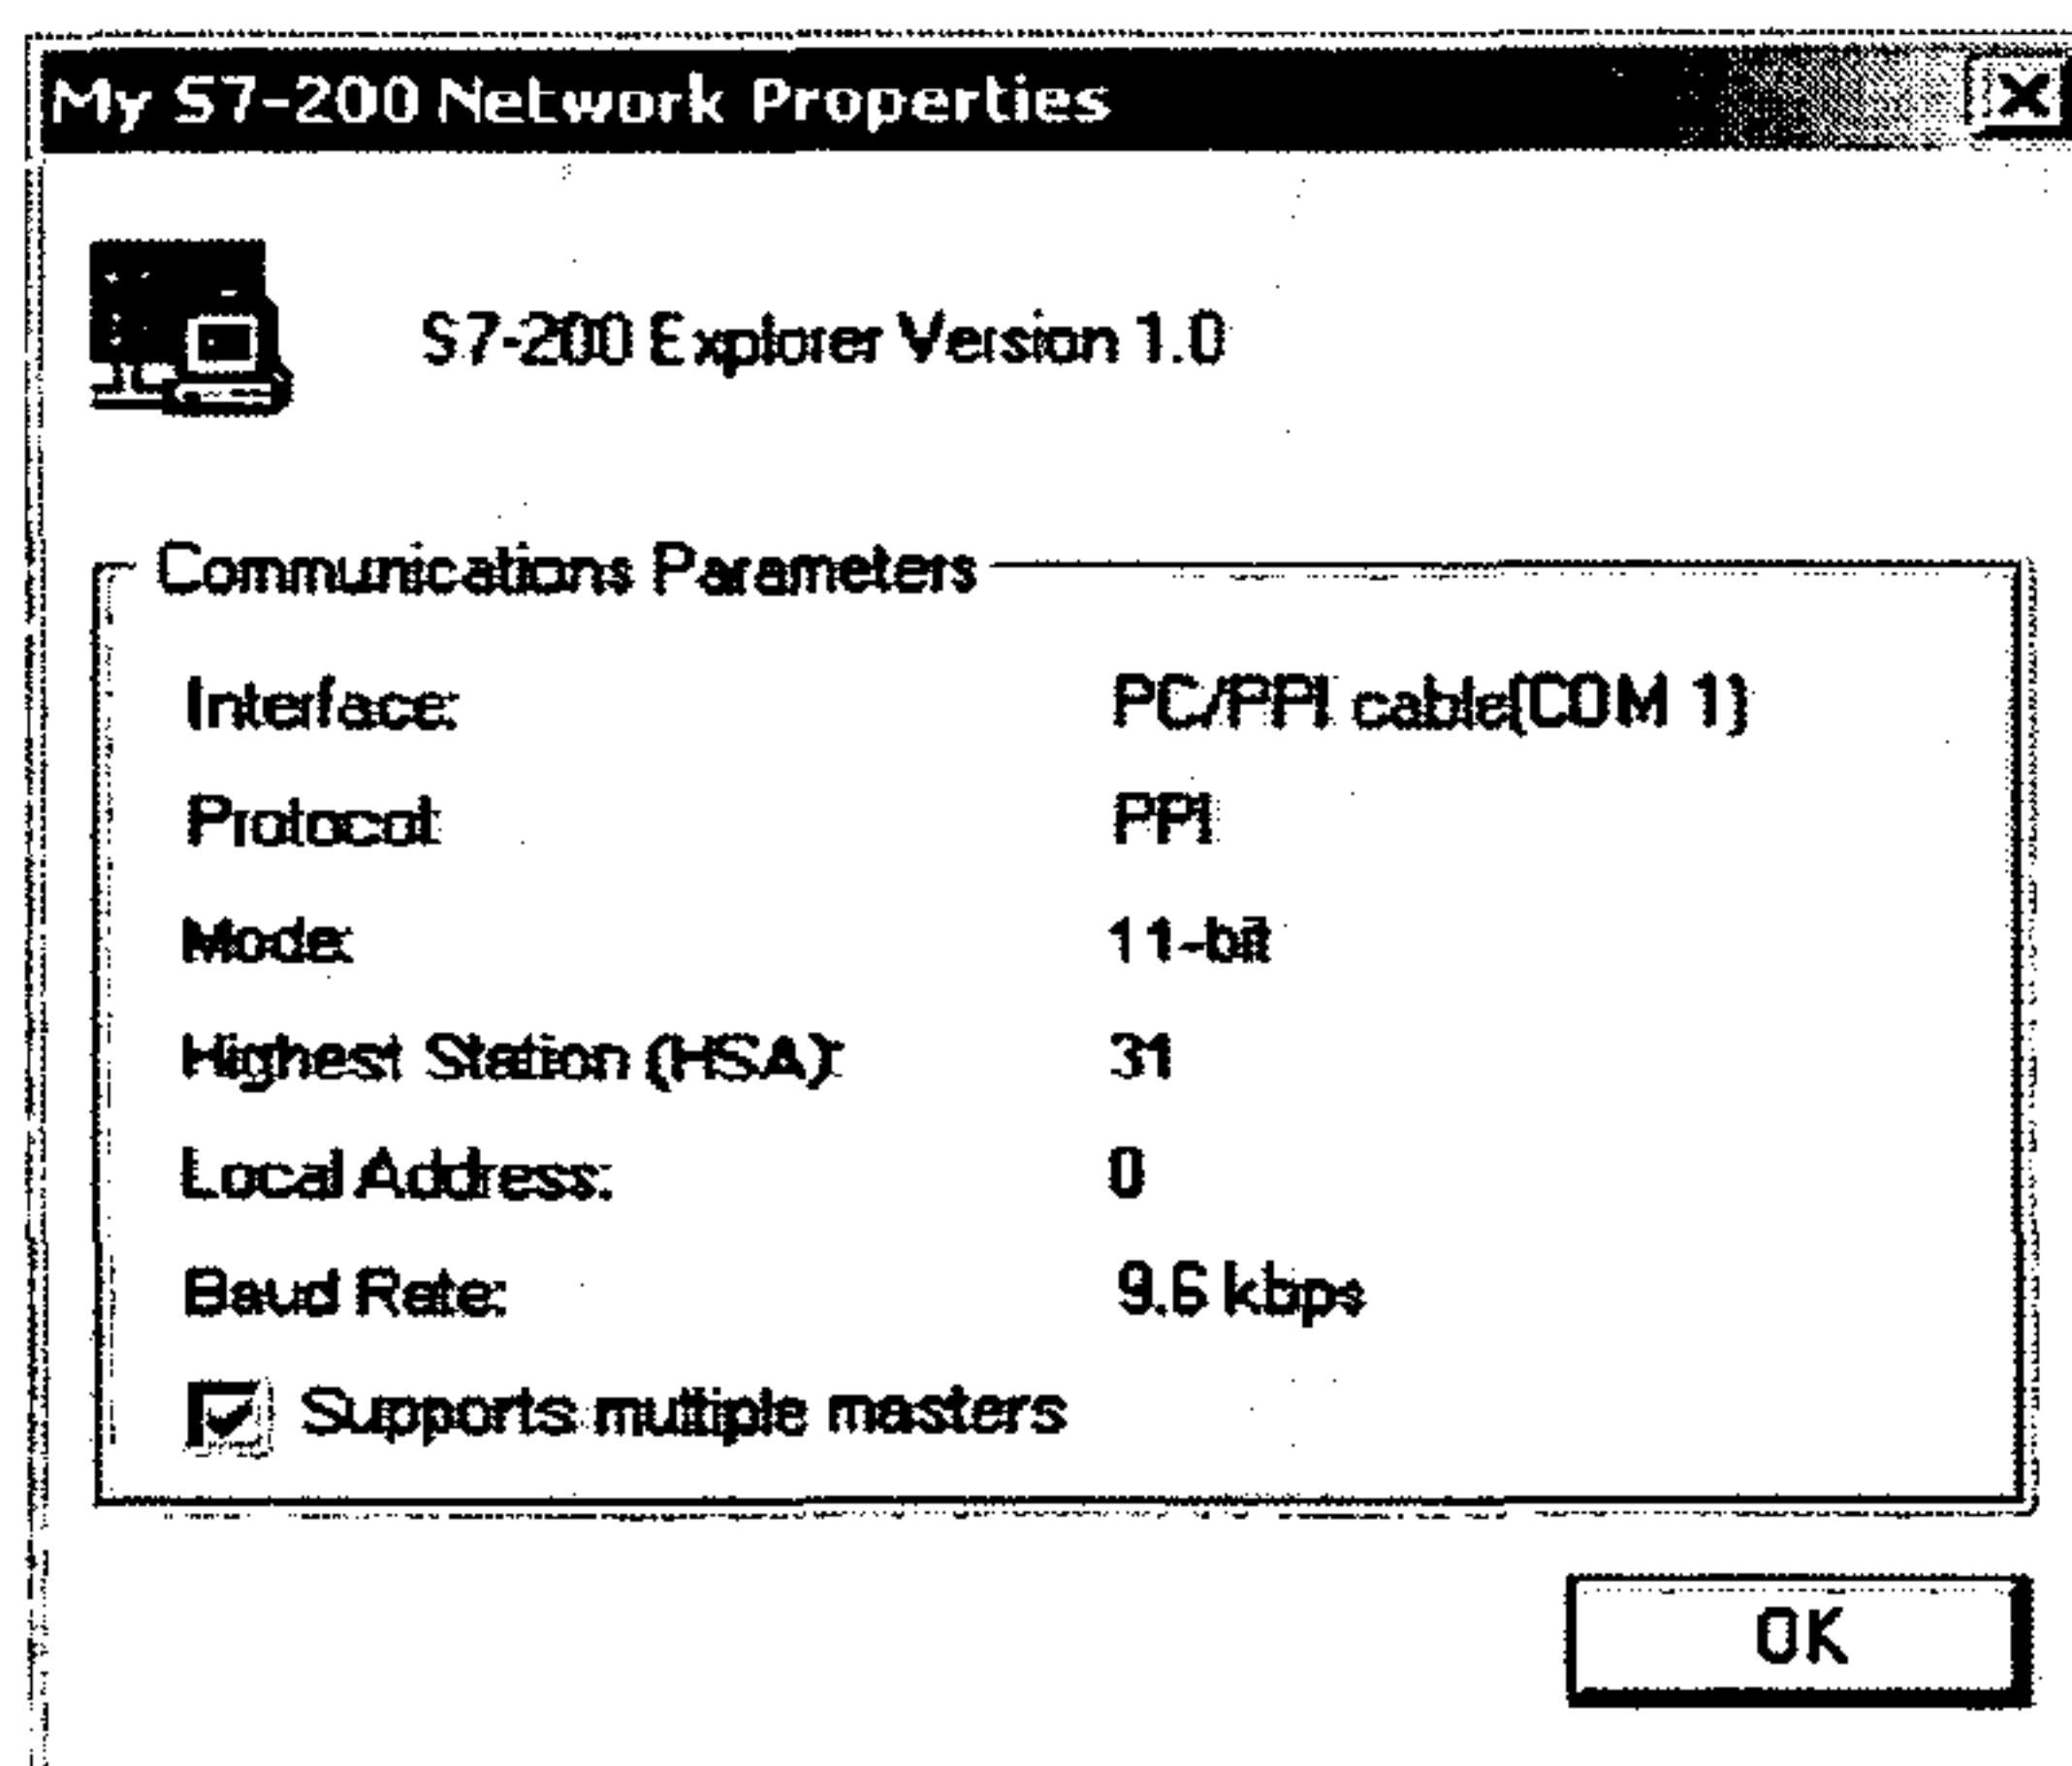 My S7-200 Network Properties
S7-200 Explorer Version 1.0
Communications Parameters
Interface: PC/PPI cable(COM 1)
Protocol: PPI
Mode: 11-bit
Highest Station (HSA): 31
Local Address: 0
Baud Rate: 9.6 kbps
Supports multiple masters
OK